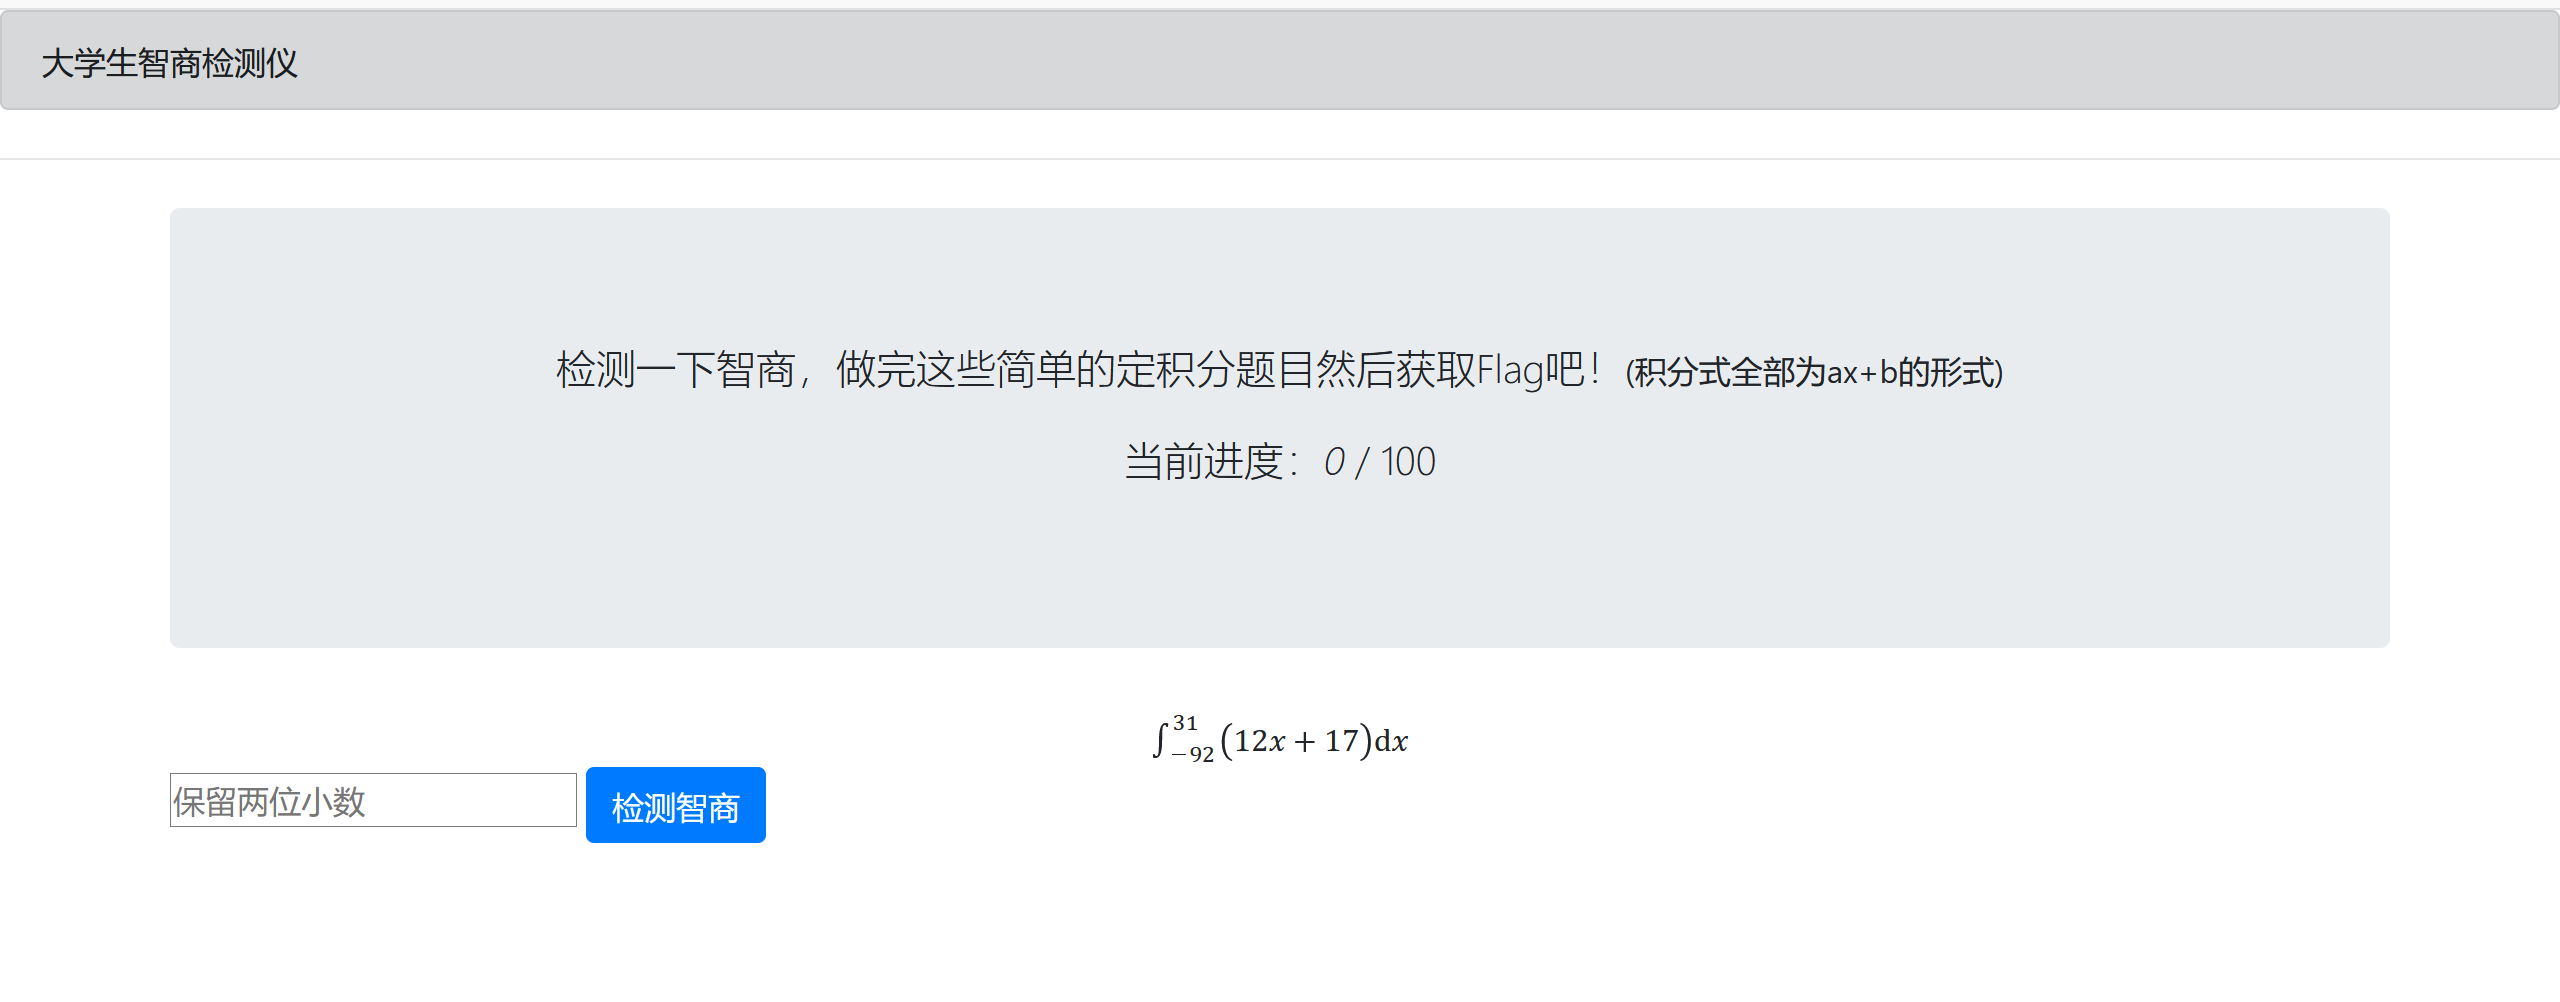 大学生智商检测仪
检测一下智商，做完这些简单的定积分题目然后获取Flag吧！(积分式全部为ax+b的形式)
当前进度：0 / 100
∫_{-92}^{31}(12x + 17)dx
保留两位小数 检测智商